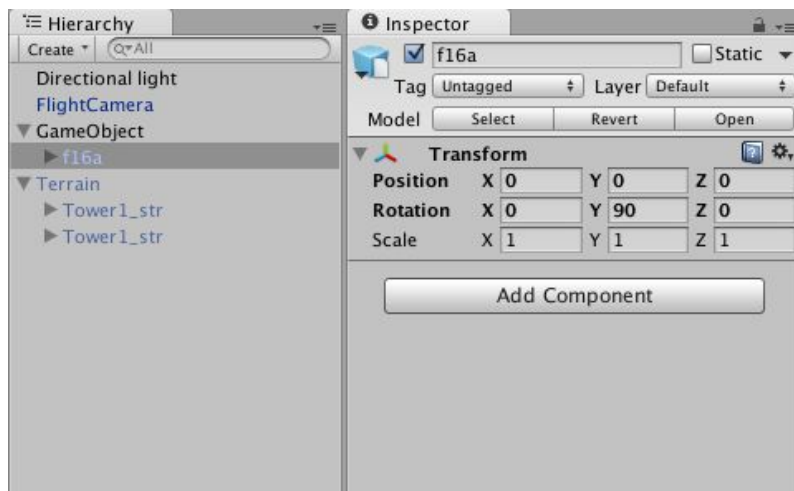 Hierarchy
Create All
Directional light
FlightCamera
GameObject
f16a
Terrain
Tower1_str
Tower1_str
Inspector
f16a Static
Tag Untagged Layer Default
Model Select Revert Open
Transform
Position X 0 Y 0 Z 0
Rotation X 0 Y 90 Z 0
Scale X 1 Y 1 Z 1
Add Component